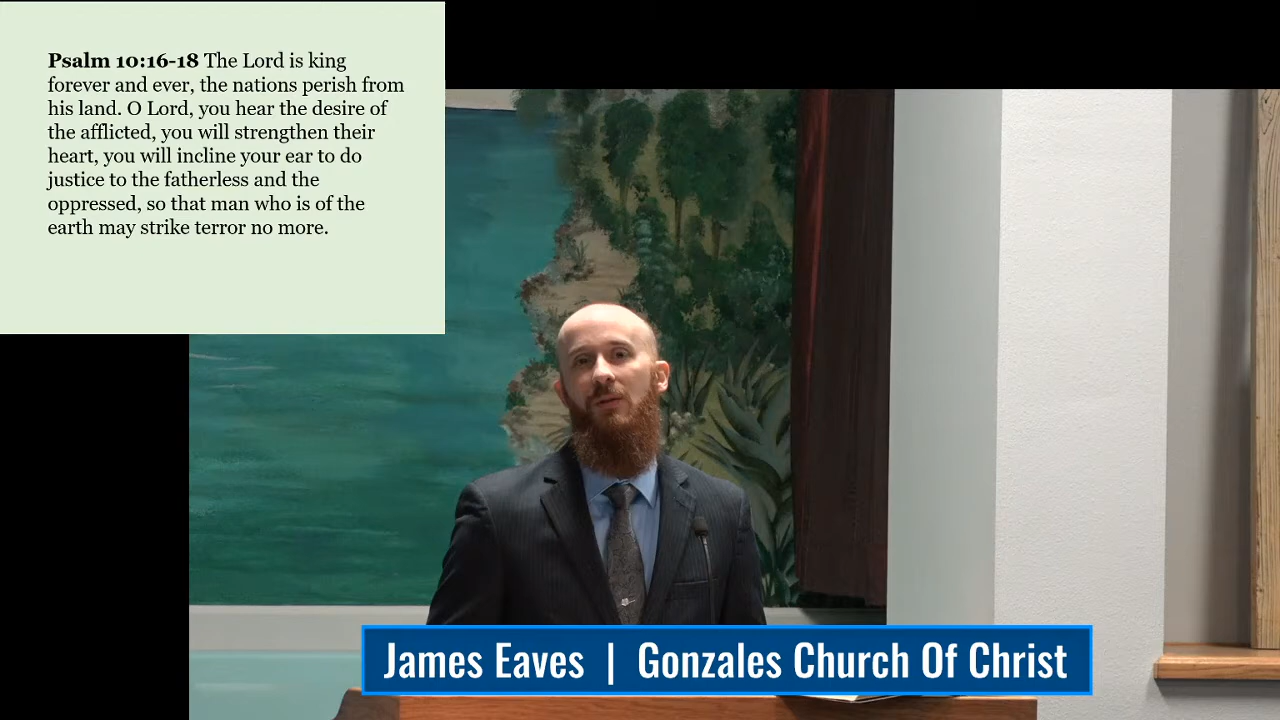 Psalm 10:16-18 The Lord is king
forever and ever, the nations perish from
his land. O Lord, you hear the desire of
the afflicted, you will strengthen their
heart, you will incline your ear to do
justice to the fatherless and the
oppressed, so that man who is of the
earth may strike terror no more.
James Eaves | Gonzales Church Of Christ